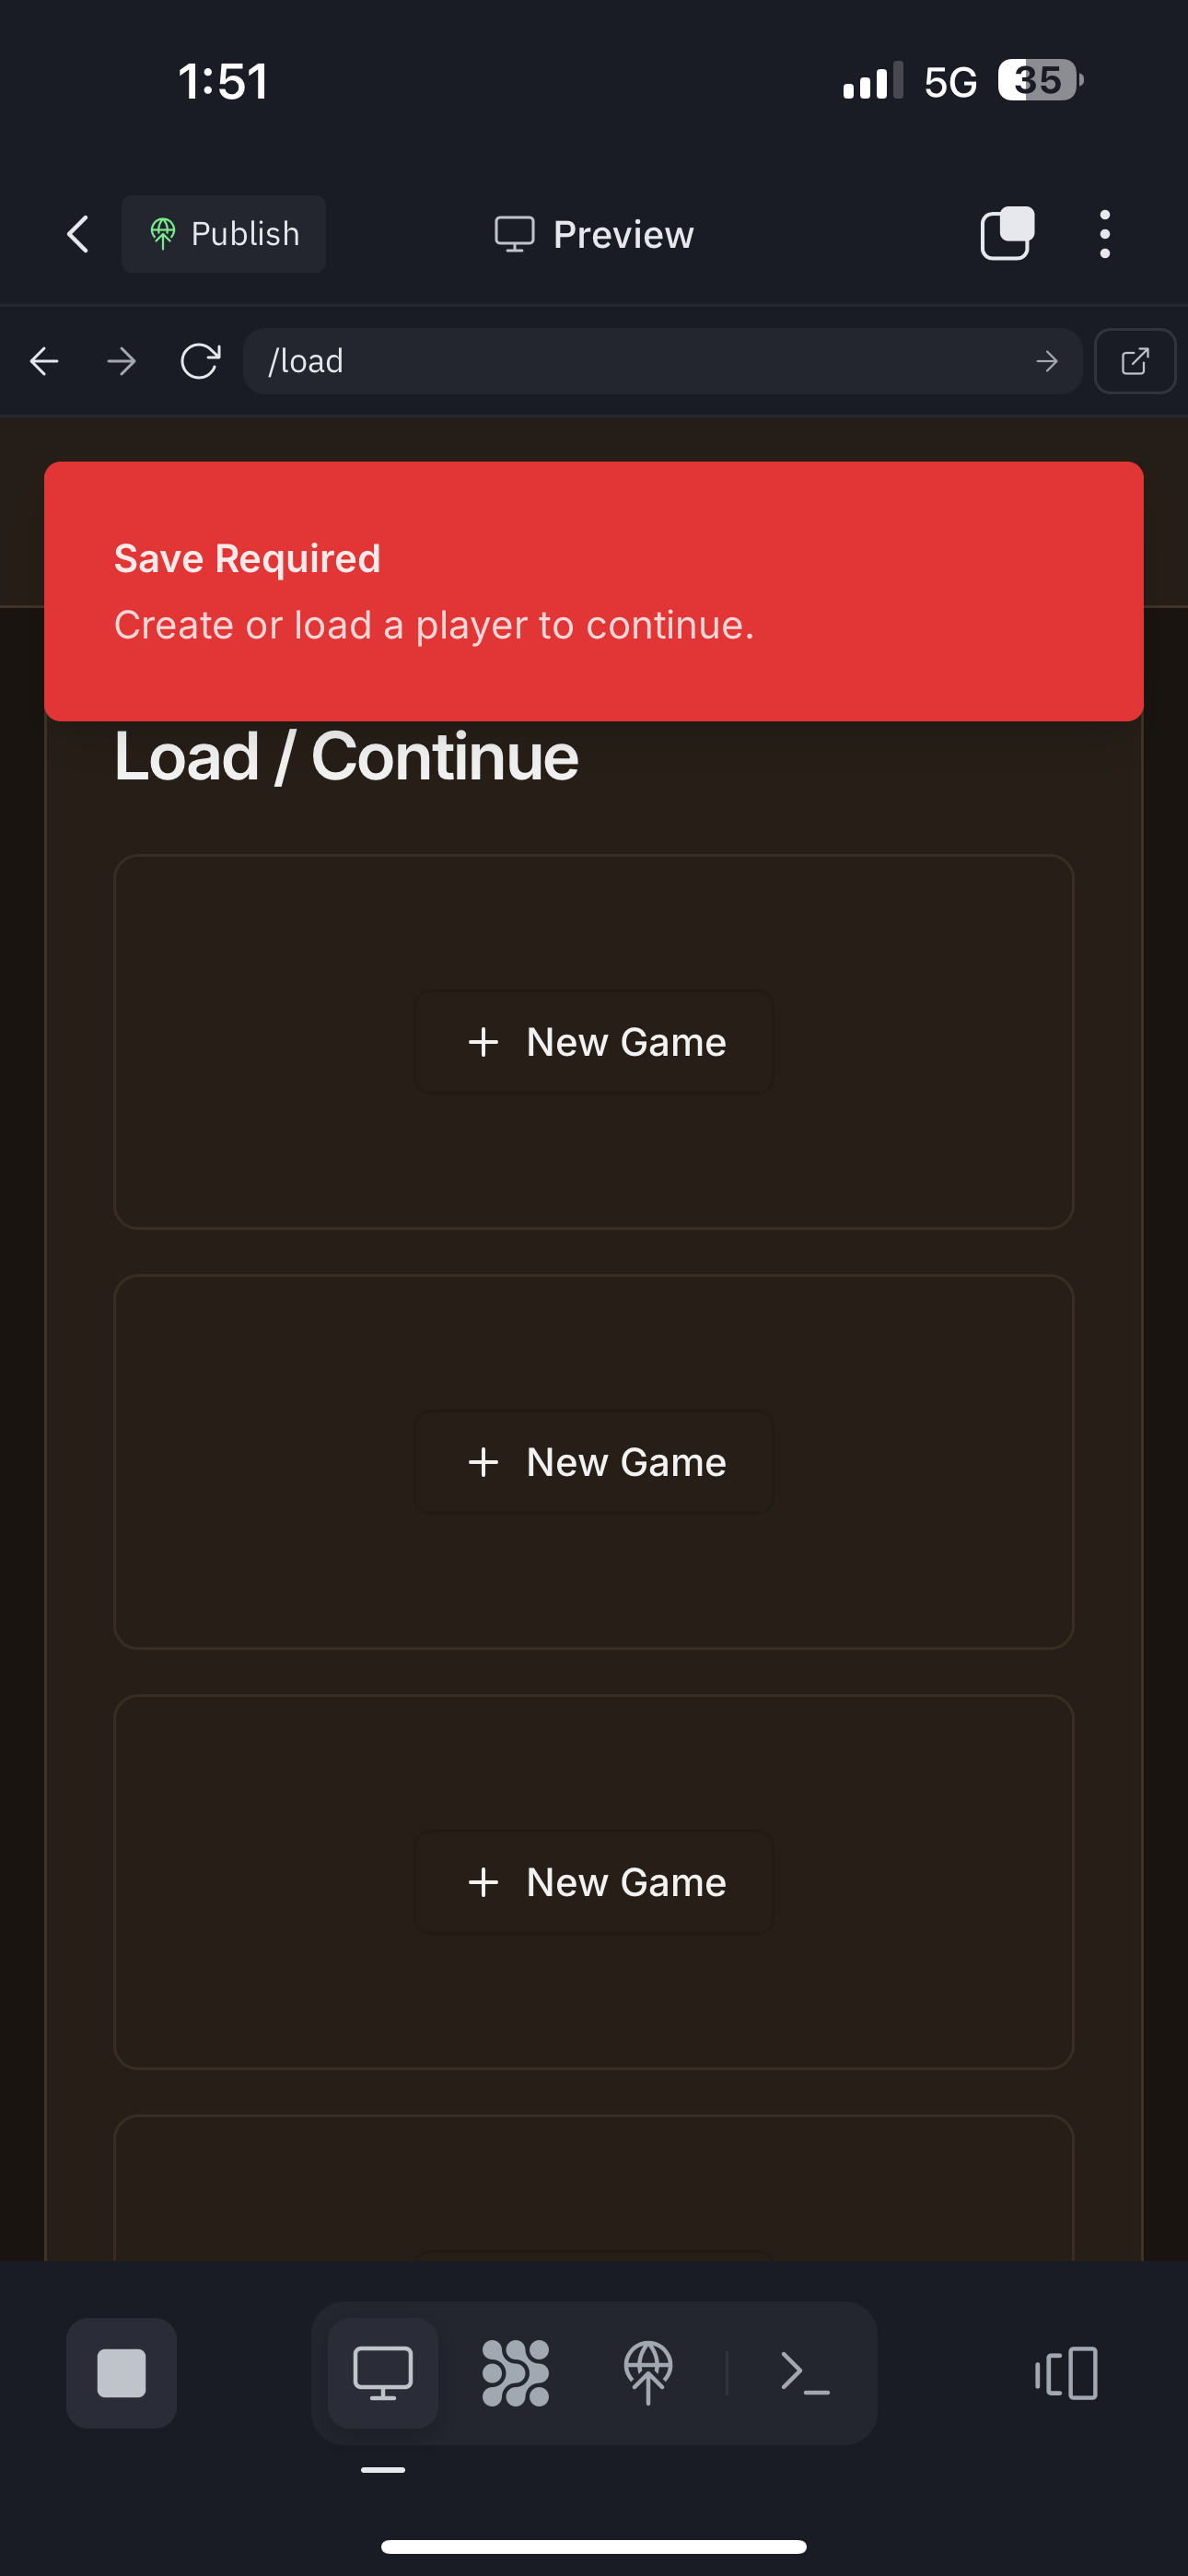 1:51
5G
35
Publish
Preview
/load
Save Required
Create or load a player to continue.
Load / Continue
New Game
New Game
New Game